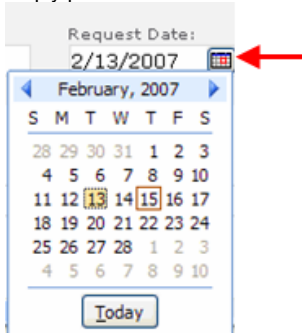 Request Date:
2/13/2007
February, 2007
S M T W T F S
28 29 30 31 1 2 3
4 5 6 7 8 9 10
11 12 13 14 15 16 17
18 19 20 21 22 23 24
25 26 27 28 1 2 3
4 5 6 7 8 9 10
Today